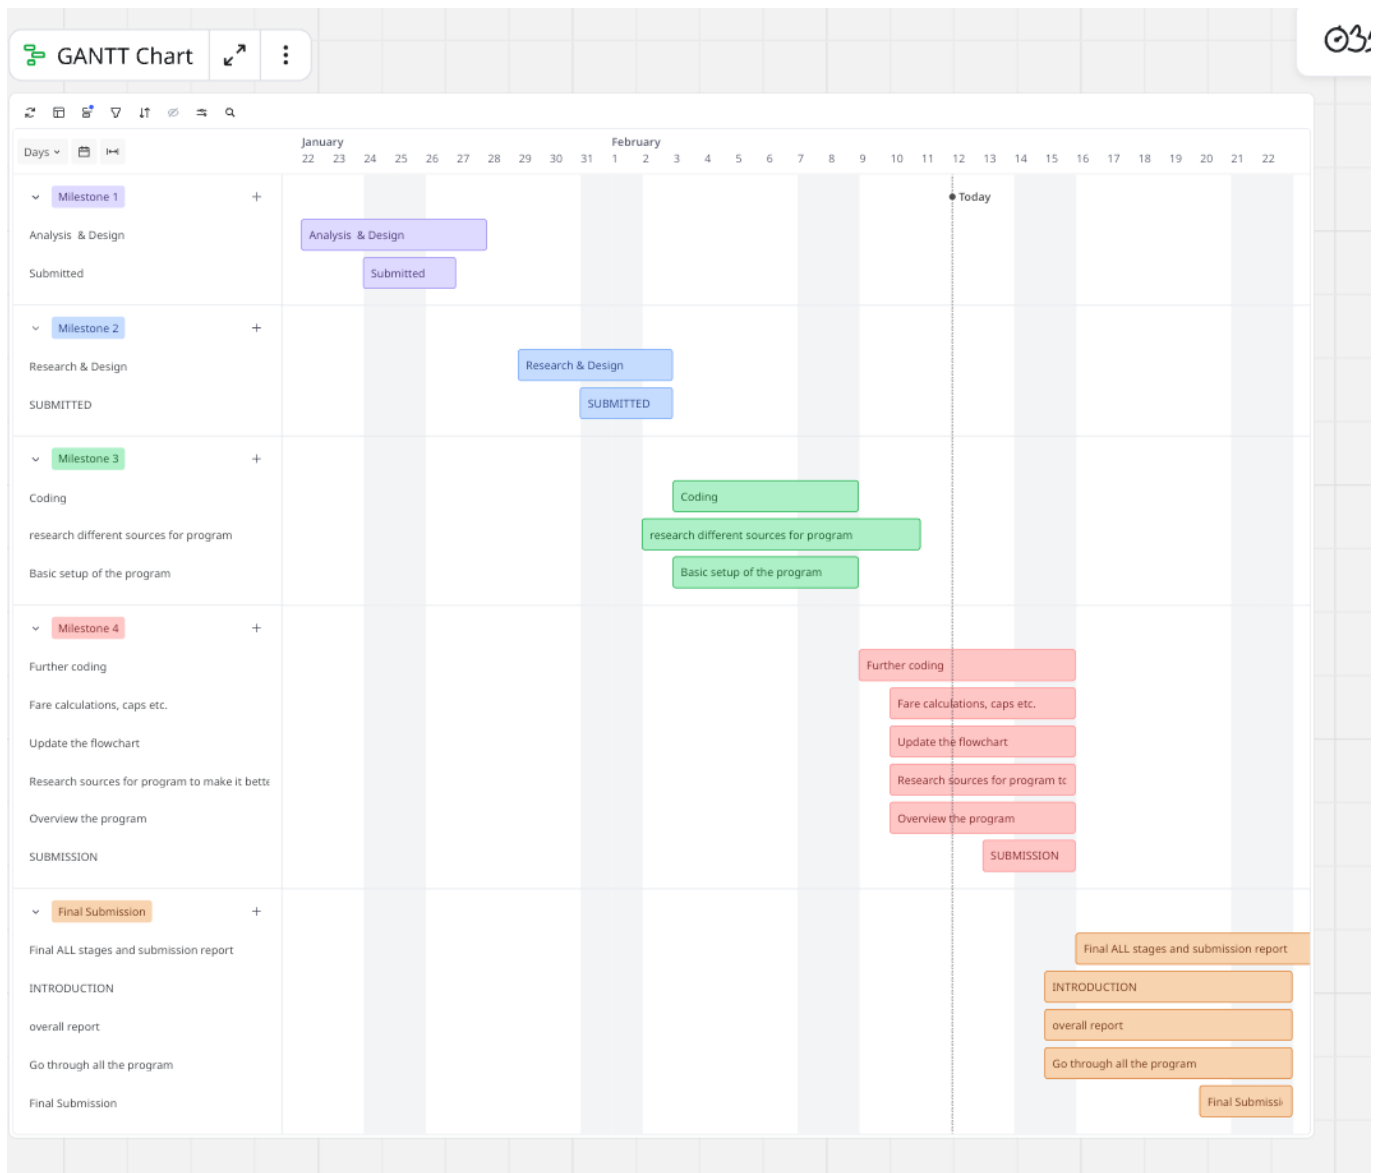 GANTT Chart
Days
January February
22 23 24 25 26 27 28 29 30 31 1 2 3 4 5 6 7 8 9 10 11 12 13 14 15 16 17 18 19 20 21 22
Milestone 1
Today
Analysis & Design
Analysis & Design
Submitted
Submitted
Milestone 2
Research & Design
Research & Design
SUBMITTED
SUBMITTED
Milestone 3
Coding
Coding
research different sources for program
research different sources for program
Basic setup of the program
Basic setup of the program
Milestone 4
Further coding
Further coding
Fare calculations, caps etc.
Fare calculations, caps etc.
Update the flowchart
Update the flowchart
Research sources for program to make it bette
Research sources for program to
Overview the program
Overview the program
SUBMISSION
SUBMISSION
Final Submission
Final ALL stages and submission report
Final ALL stages and submission report
INTRODUCTION
INTRODUCTION
overall report
overall report
Go through all the program
Go through all the program
Final Submission
Final Submissi